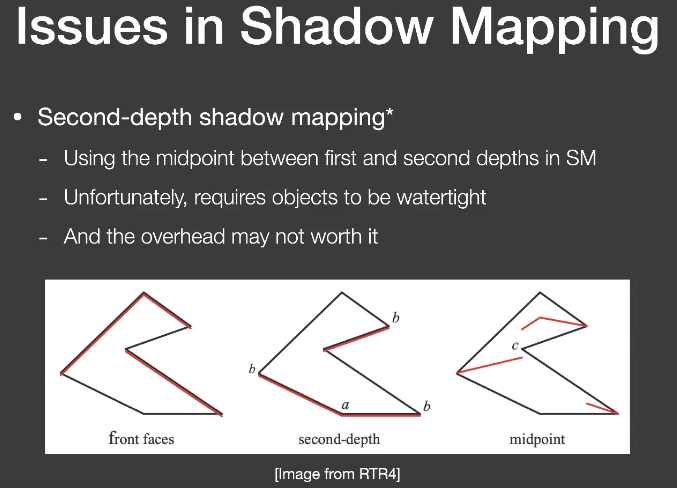 Issues in Shadow Mapping
• Second-depth shadow mapping*
- Using the midpoint between first and second depths in SM
- Unfortunately, requires objects to be watertight
- And the overhead may not worth it
b
b
c
b
a
b
front faces
second-depth
midpoint
[Image from RTR4]